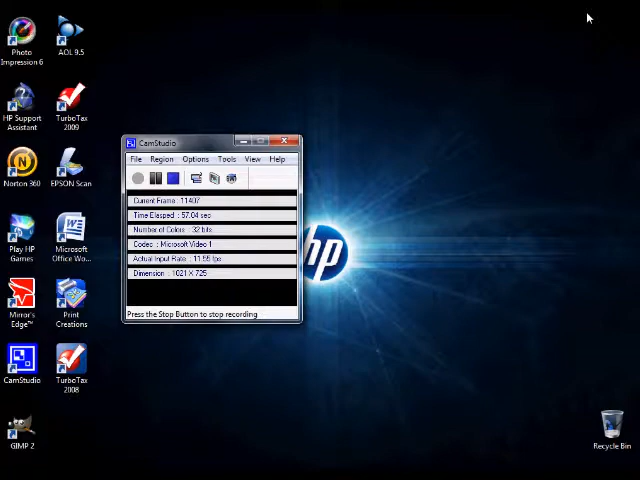 Photo
Impression 6
AOL 9.5
HP Support
Assistant
TurboTax
2009
Norton 360
EPSON Scan
Play HP
Games
Microsoft
Office Wo...
Mirror's
Edge™
Print
Creations
CamStudio
TurboTax
2008
GIMP 2
CamStudio
File Region Options Tools View Help
Current Frame : 11407
Time Elapsed : 57.04 sec
Number of Colors : 32 bits
Codec : Microsoft Video 1
Actual Input Rate : 11.55 fps
Dimension : 1021 X 725
Press the Stop Button to stop recording
hp
Recycle Bin